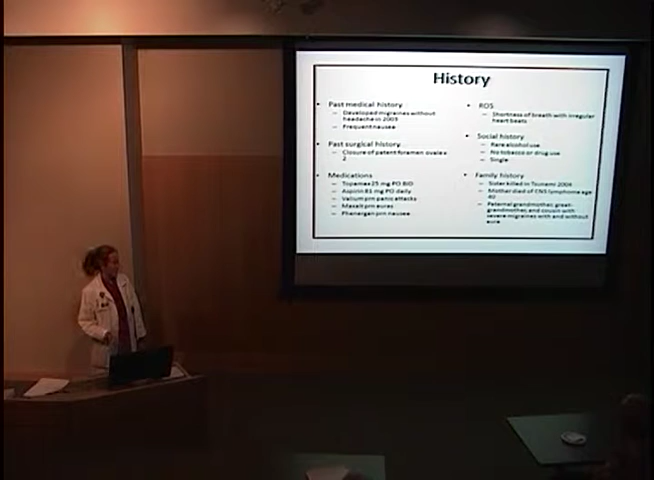 History
• Past medical history
– Developed migraines without
headache in 2003
– Frequent nausea
• Past surgical history
– Closure of patent foramen ovale x
2
• Medications
– Topamax 25 mg PO BID
– Aspirin 81 mg PO daily
– Valium prn panic attacks
– Maxalt prn auras
– Phenergan prn nausea
• ROS
– Shortness of breath with irregular
heart beats
• Social history
– Rare alcohol use
– No tobacco or drug use
– Single
• Family history
– Sister killed in Tsunami 2004
– Mother died of CNS lymphoma age
40
– Paternal grandmother, great-
grandmother, and cousin with
severe migraines with and without
aura